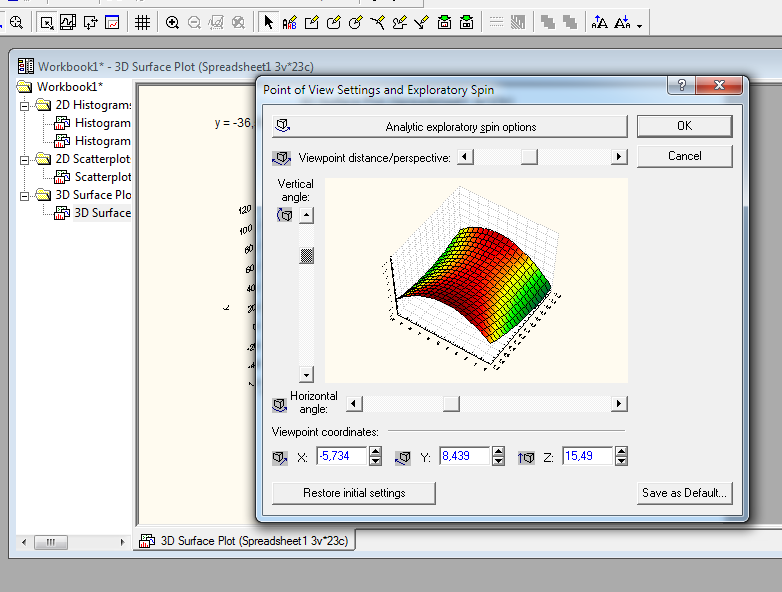 Workbook1* - 3D Surface Plot (Spreadsheet1 3v*23c)
Workbook1*
2D Histograms
Histogram
Histogram
2D Scatterplot
Scatterplot
3D Surface Plo
3D Surface
y = -36,
120
100
80
60
40
20
0
Point of View Settings and Exploratory Spin
Analytic exploratory spin options
OK
Viewpoint distance/perspective:
Cancel
Vertical
angle:
Horizontal
angle:
Viewpoint coordinates:
X: -5,734 Y: 8,439 Z: 15,49
Restore initial settings
Save as Default...
3D Surface Plot (Spreadsheet1 3v*23c)